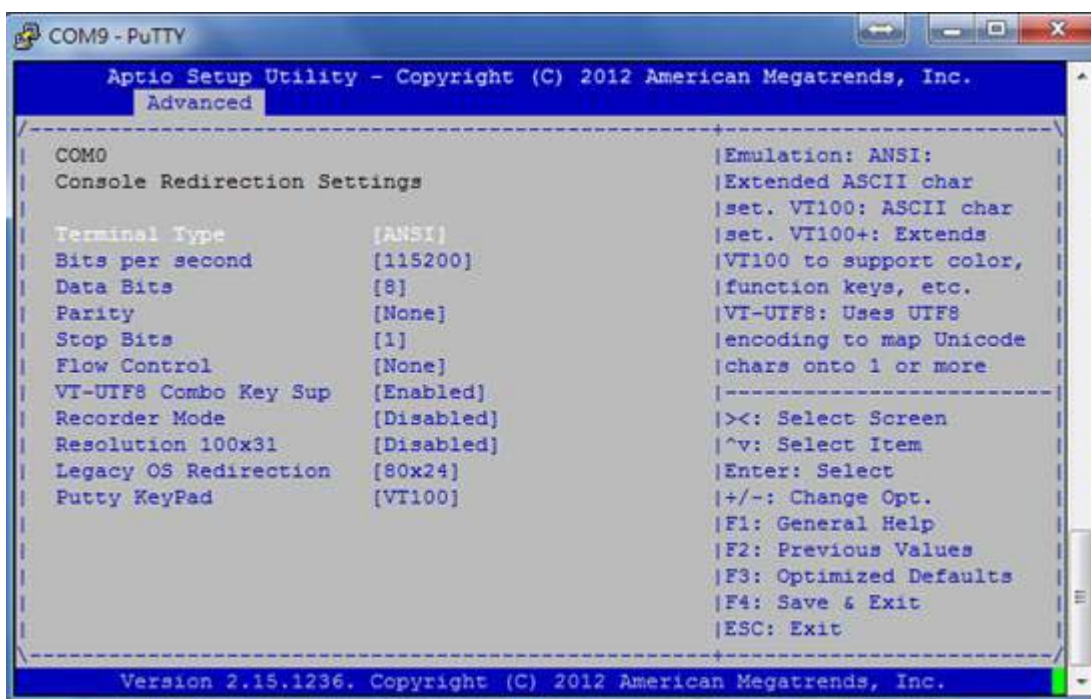 COM9 - PuTTY
Aptio Setup Utility - Copyright (C) 2012 American Megatrends, Inc.
Advanced
/----------------------------------------------------+-------------------------\
COM0
Console Redirection Settings
Terminal Type [ANSI]
Bits per second [115200]
Data Bits [8]
Parity [None]
Stop Bits [1]
Flow Control [None]
VT-UTF8 Combo Key Sup [Enabled]
Recorder Mode [Disabled]
Resolution 100x31 [Disabled]
Legacy OS Redirection [80x24]
Putty KeyPad [VT100]
|Emulation: ANSI:
|Extended ASCII char
|set. VT100: ASCII char
|set. VT100+: Extends
|VT100 to support color,
|function keys, etc.
|VT-UTF8: Uses UTF8
|encoding to map Unicode
|chars onto 1 or more
|-------------------------|
|><: Select Screen
|^v: Select Item
|Enter: Select
|+/-: Change Opt.
|F1: General Help
|F2: Previous Values
|F3: Optimized Defaults
|F4: Save & Exit
|ESC: Exit
\----------------------------------------------------+-------------------------/
Version 2.15.1236. Copyright (C) 2012 American Megatrends, Inc.